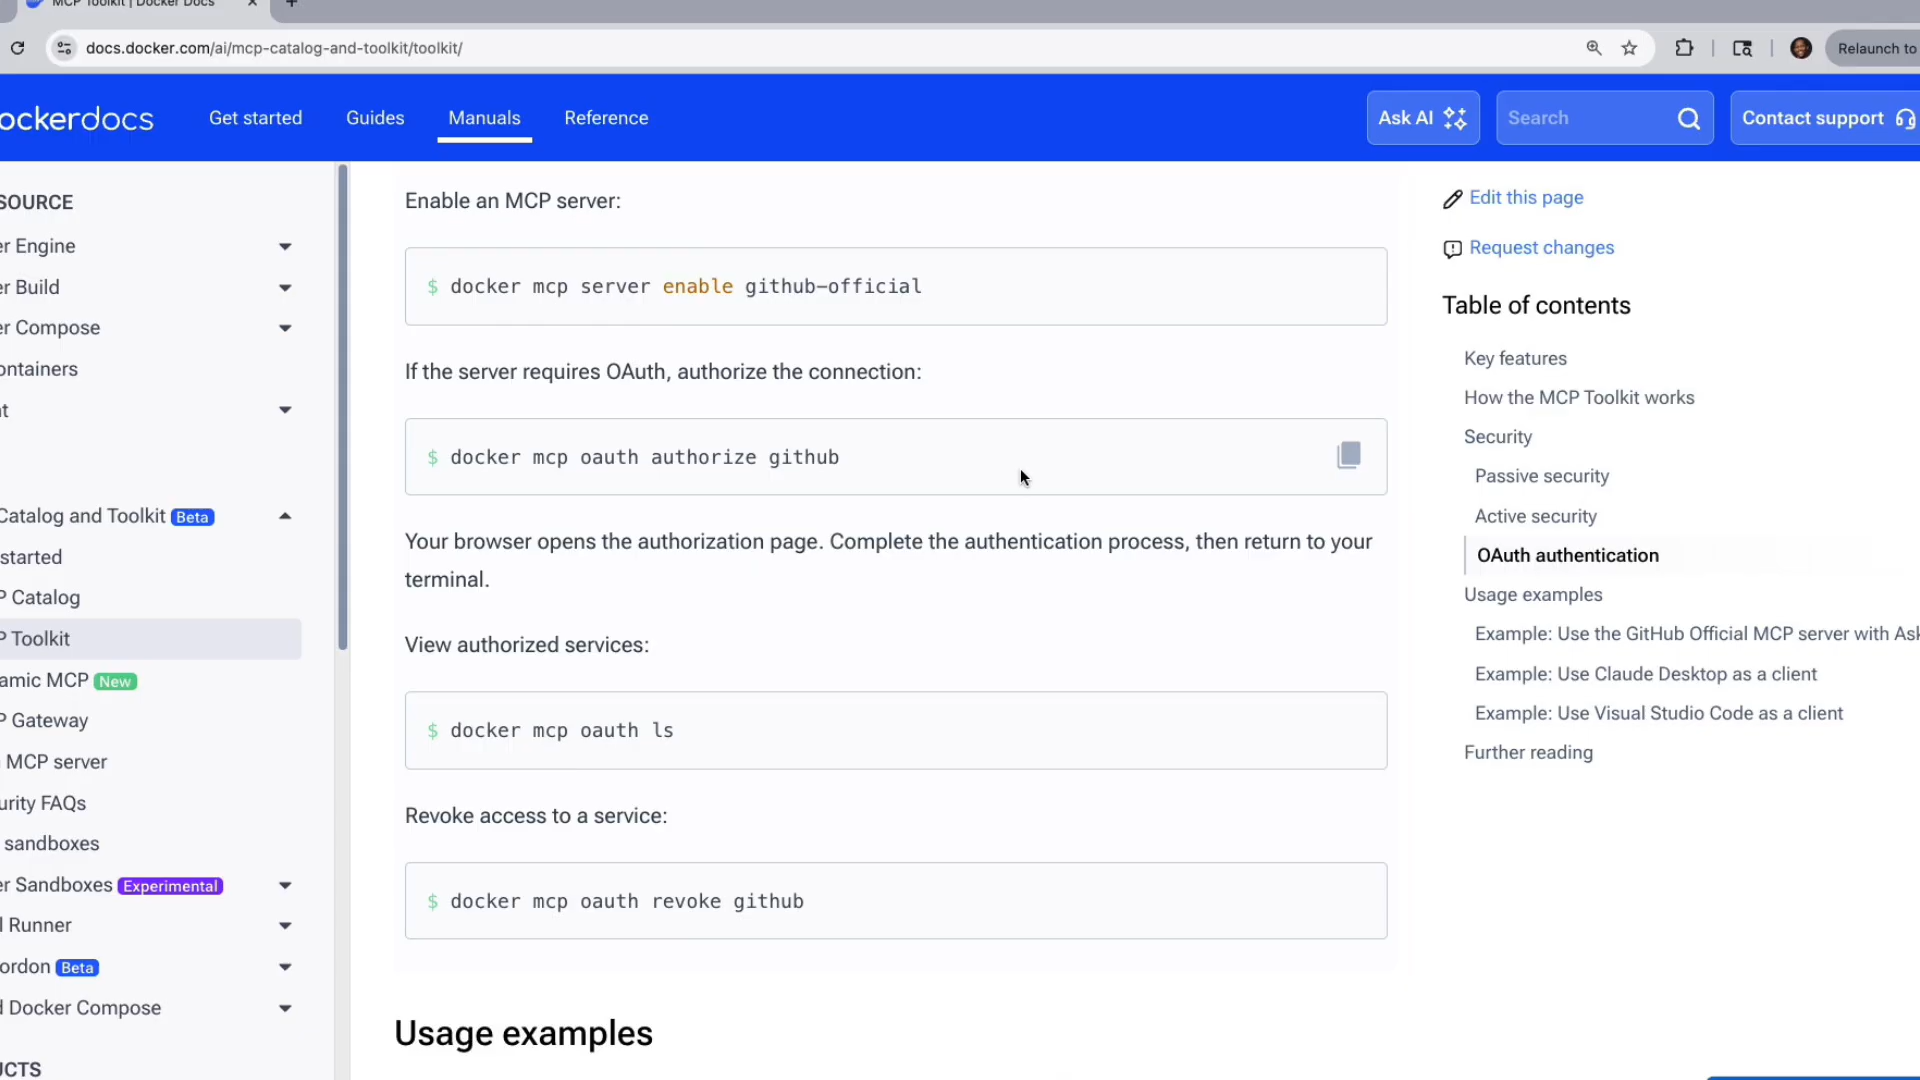 MCP Toolkit | Docker Docs
docs.docker.com/ai/mcp-catalog-and-toolkit/toolkit/
Relaunch to
ockerdocs
Get started
Guides
Manuals
Reference
Ask AI
Search
Contact support
SOURCE
er Engine
er Build
er Compose
ontainers
t
Catalog and Toolkit Beta
started
P Catalog
P Toolkit
amic MCP New
P Gateway
MCP server
urity FAQs
sandboxes
er Sandboxes Experimental
l Runner
ordon Beta
d Docker Compose
UCTS
Enable an MCP server:
$ docker mcp server enable github-official
If the server requires OAuth, authorize the connection:
$ docker mcp oauth authorize github
Your browser opens the authorization page. Complete the authentication process, then return to your
terminal.
View authorized services:
$ docker mcp oauth ls
Revoke access to a service:
$ docker mcp oauth revoke github
Usage examples
Edit this page
Request changes
Table of contents
Key features
How the MCP Toolkit works
Security
Passive security
Active security
OAuth authentication
Usage examples
Example: Use the GitHub Official MCP server with Ask
Example: Use Claude Desktop as a client
Example: Use Visual Studio Code as a client
Further reading